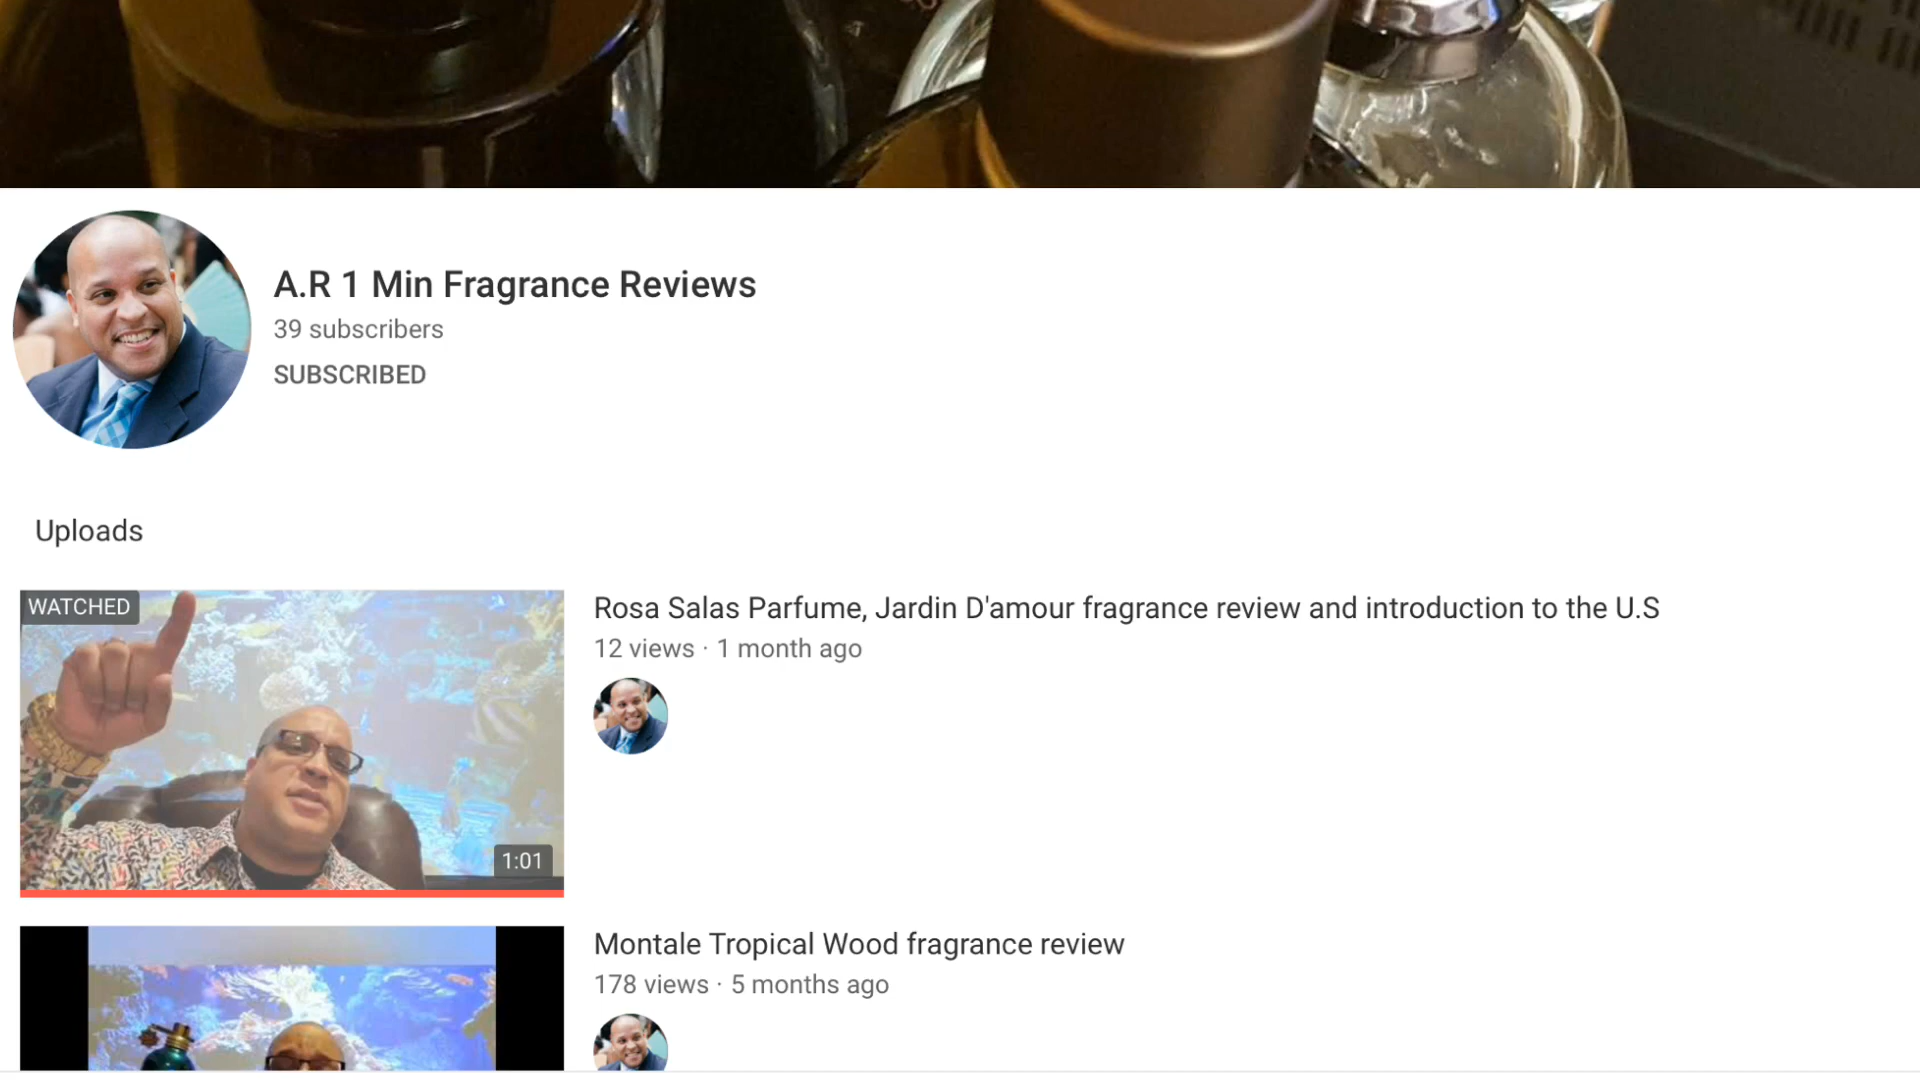 A.R 1 Min Fragrance Reviews
39 subscribers
SUBSCRIBED
Uploads
WATCHED
1:01
Rosa Salas Parfume, Jardin D'amour fragrance review and introduction to the U.S
12 views · 1 month ago
Montale Tropical Wood fragrance review
178 views · 5 months ago